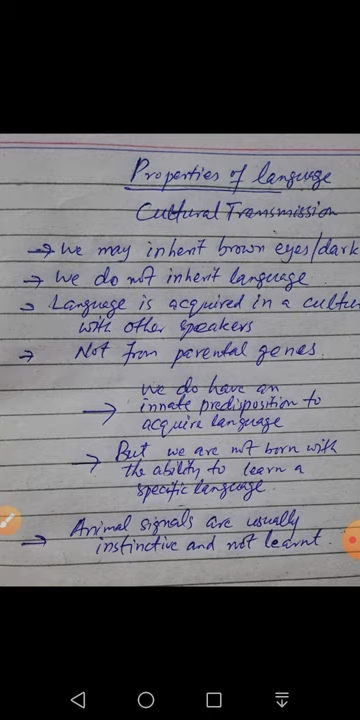 Properties of language
Cultural Transmission
→ We may inherit brown eyes/dark
→ We do not inherit language.
→ Language is acquired in a cultu
with other speakers
→ Not from parental genes.
We do have an
→ innate predisposition to
acquire language
→ But we are not born with
the ability to learn a
specific language
Animal signals are usually
→ instinctive and not learnt.